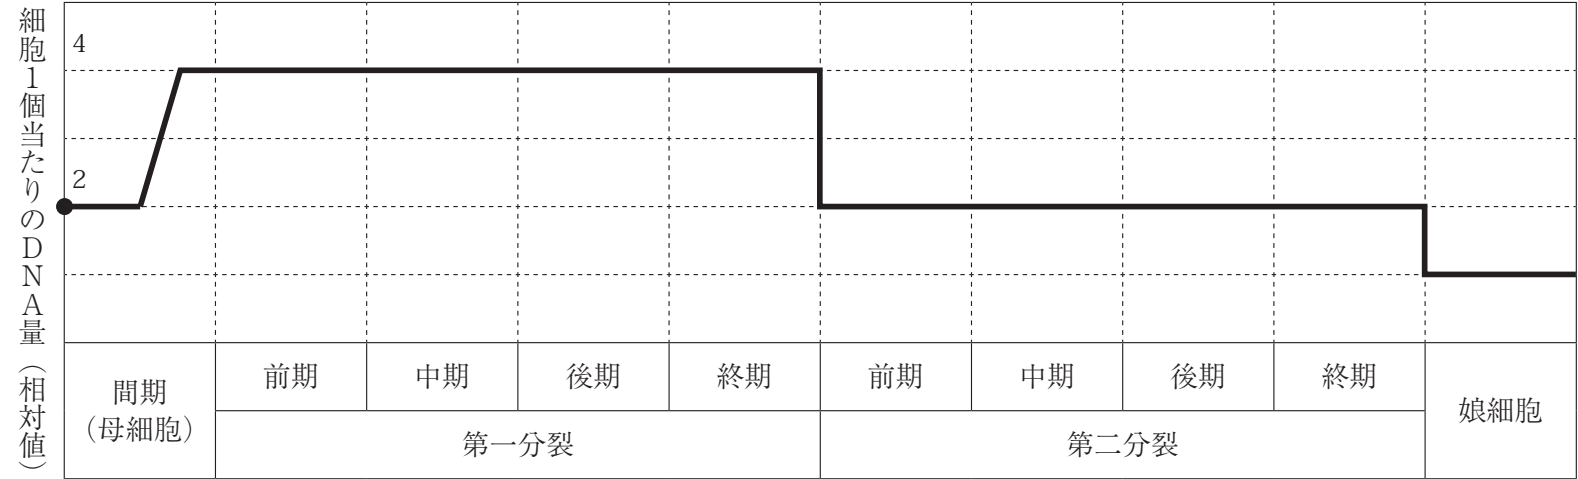 細胞1個当たりのDNA量（相対値）
4
2
間期
（母細胞）
前期
中期
後期
終期
前期
中期
後期
終期
第一分裂
第二分裂
娘細胞